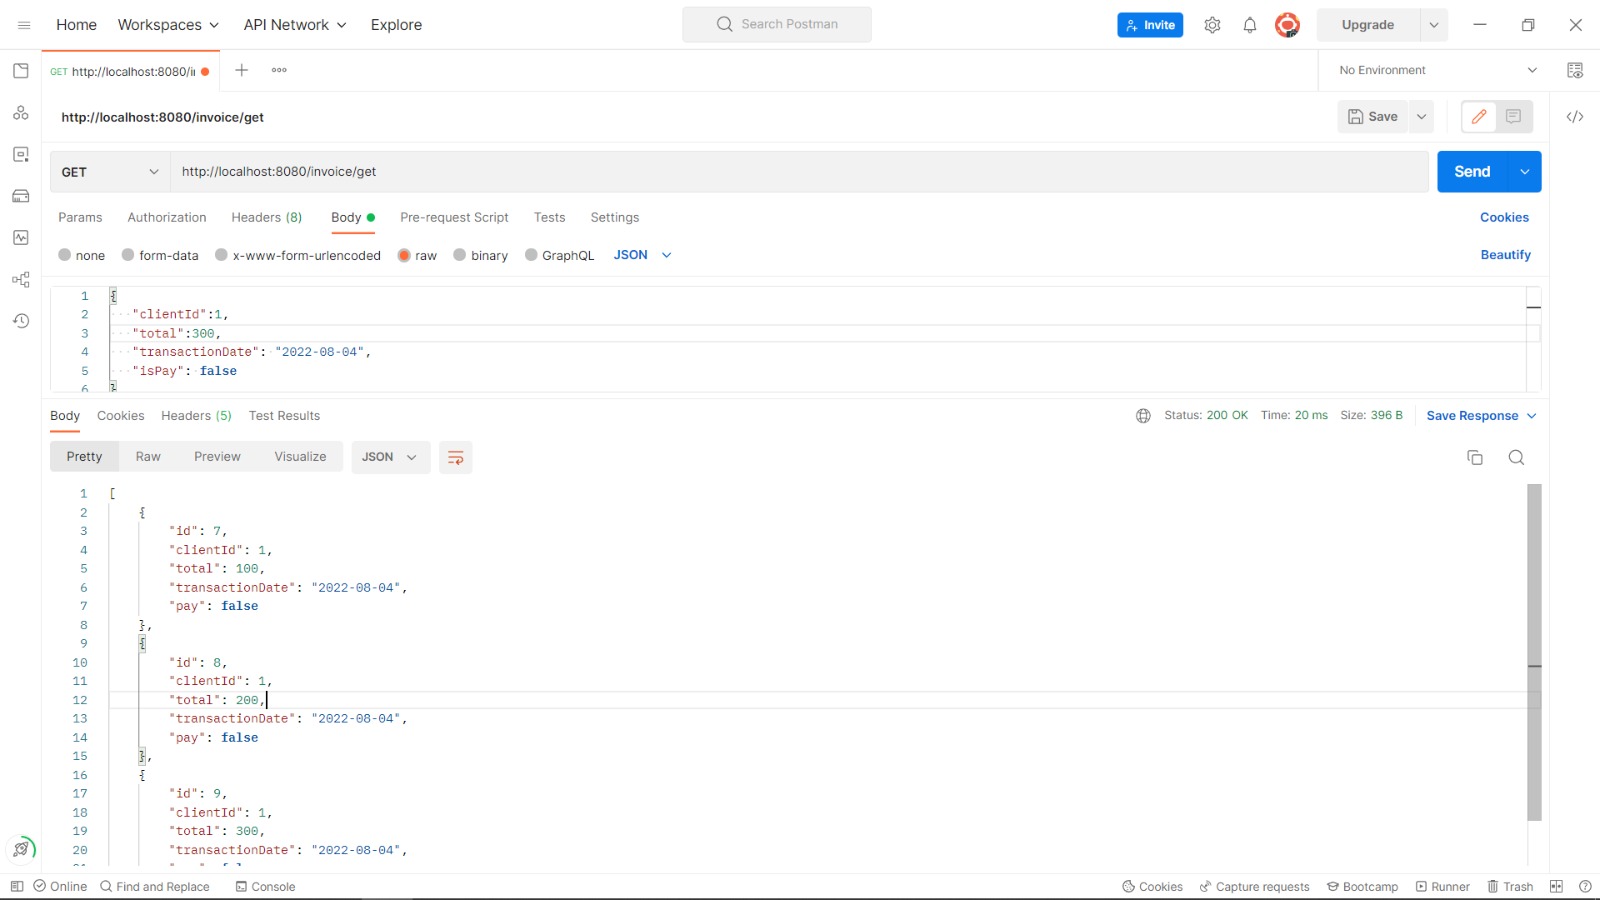 Home Workspaces API Network Explore Search Postman Invite Upgrade
GET http://localhost:8080/i No Environment
http://localhost:8080/invoice/get Save
GET http://localhost:8080/invoice/get Send
Params Authorization Headers (8) Body Pre-request Script Tests Settings Cookies
none form-data x-www-form-urlencoded raw binary GraphQL JSON Beautify
1 {
2 "clientId":1,
3 "total":300,
4 "transactionDate": "2022-08-04",
5 "isPay": false
6 }
Body Cookies Headers (5) Test Results Status: 200 OK Time: 20 ms Size: 396 B Save Response
Pretty Raw Preview Visualize JSON
1 [
2 {
3 "id": 7,
4 "clientId": 1,
5 "total": 100,
6 "transactionDate": "2022-08-04",
7 "pay": false
8 },
9 {
10 "id": 8,
11 "clientId": 1,
12 "total": 200,
13 "transactionDate": "2022-08-04",
14 "pay": false
15 },
16 {
17 "id": 9,
18 "clientId": 1,
19 "total": 300,
20 "transactionDate": "2022-08-04",
Online Find and Replace Console Cookies Capture requests Bootcamp Runner Trash